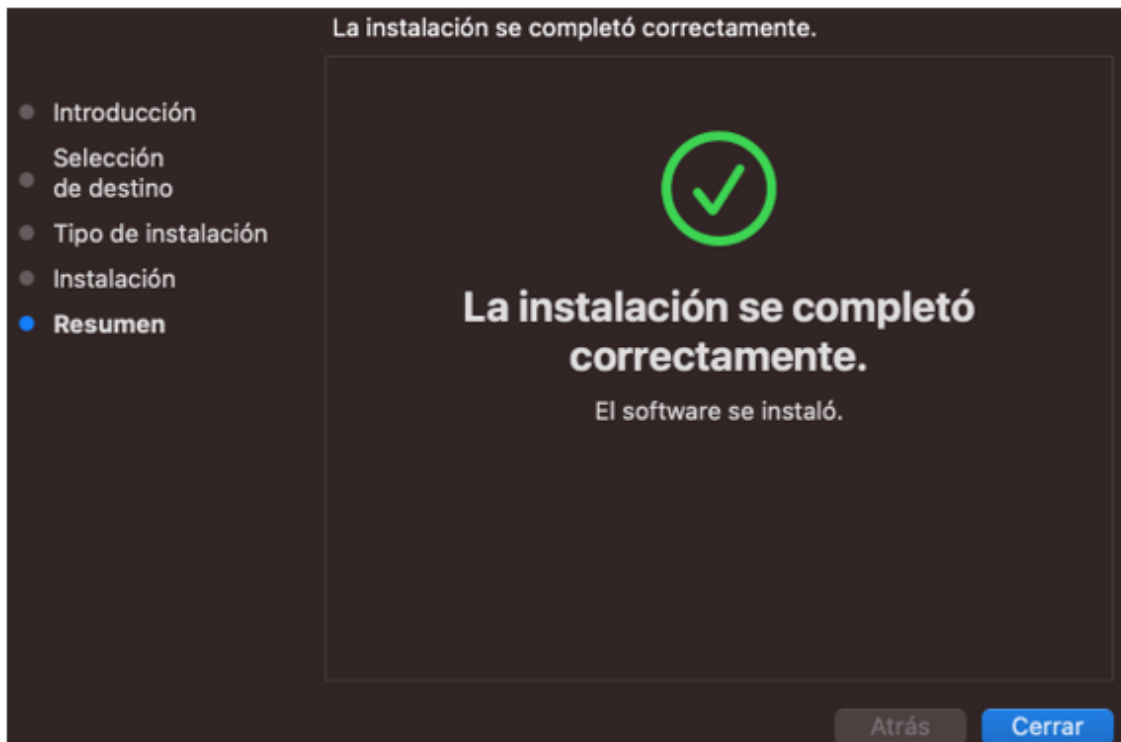 La instalación se completó correctamente.
Introducción
Selección
de destino
Tipo de instalación
Instalación
Resumen
La instalación se completó
correctamente.
El software se instaló.
Atrás
Cerrar